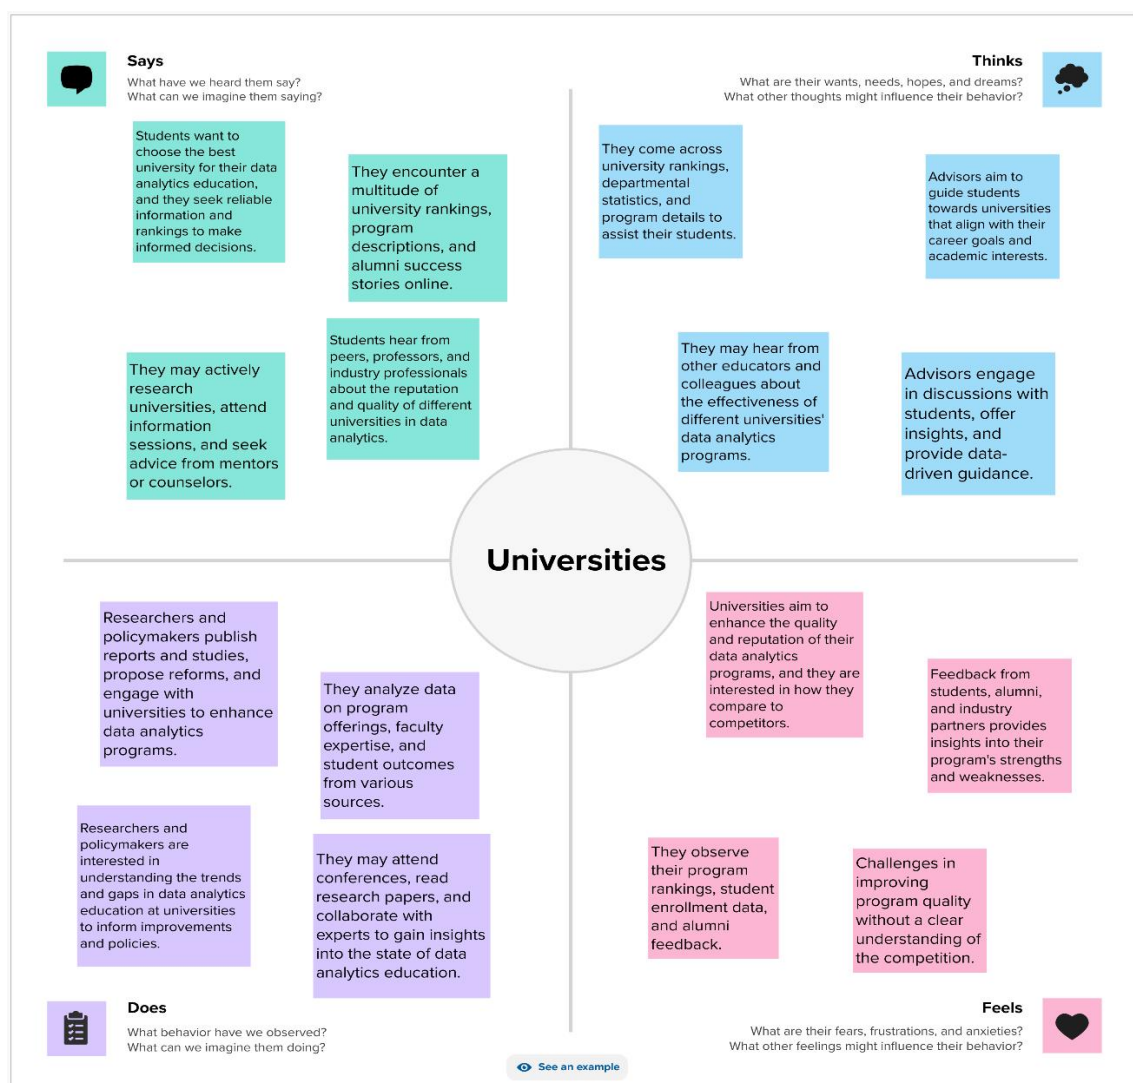 Says
What have we heard them say?
What can we imagine them saying?
Students want to
choose the best
university for their data
analytics education,
and they seek reliable
information and
rankings to make
informed decisions.
They encounter a
multitude of
university rankings,
program
descriptions, and
alumni success
stories online.
They may actively
research
universities, attend
information
sessions, and seek
advice from mentors
or counselors.
Students hear from
peers, professors, and
industry professionals
about the reputation
and quality of different
universities in data
analytics.
Thinks
What are their wants, needs, hopes, and dreams?
What other thoughts might influence their behavior?
They come across
university rankings,
departmental
statistics, and
program details to
assist their students.
Advisors aim to
guide students
towards universities
that align with their
career goals and
academic interests.
They may hear from
other educators and
colleagues about
the effectiveness of
different universities'
data analytics
programs.
Advisors engage
in discussions with
students, offer
insights, and
provide data-
driven guidance.
Universities
Researchers and
policymakers publish
reports and studies,
propose reforms, and
engage with
universities to enhance
data analytics
programs.
They analyze data
on program
offerings, faculty
expertise, and
student outcomes
from various
sources.
Researchers and
policymakers are
interested in
understanding the trends
and gaps in data analytics
education at universities
to inform improvements
and policies.
They may attend
conferences, read
research papers, and
collaborate with
experts to gain insights
into the state of data
analytics education.
Does
What behavior have we observed?
What can we imagine them doing?
Universities aim to
enhance the quality
and reputation of their
data analytics
programs, and they are
interested in how they
compare to
competitors.
Feedback from
students, alumni,
and industry
partners provides
insights into their
program's strengths
and weaknesses.
They observe
their program
rankings, student
enrollment data,
and alumni
feedback.
Challenges in
improving
program quality
without a clear
understanding of
the competition.
Feels
What are their fears, frustrations, and anxieties?
What other feelings might influence their behavior?
See an example